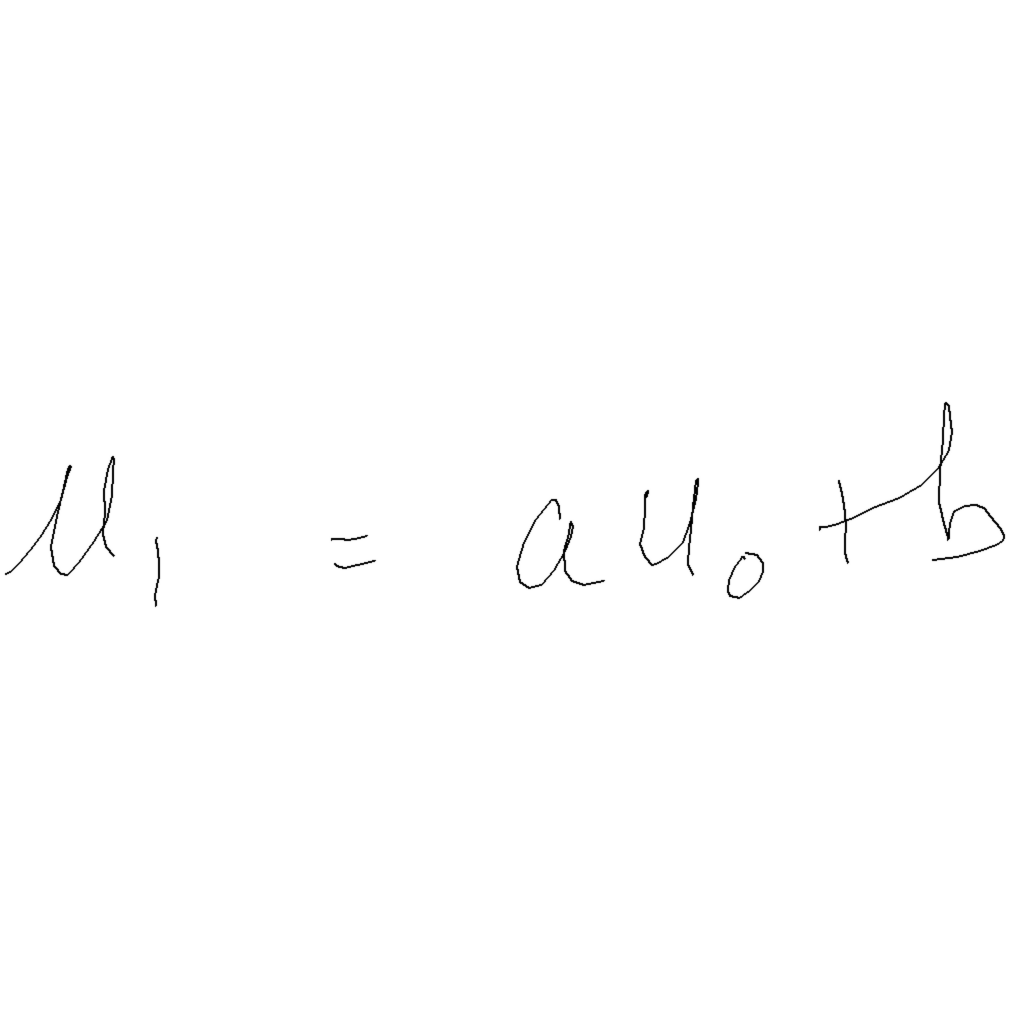 u₁ = au₀ + b